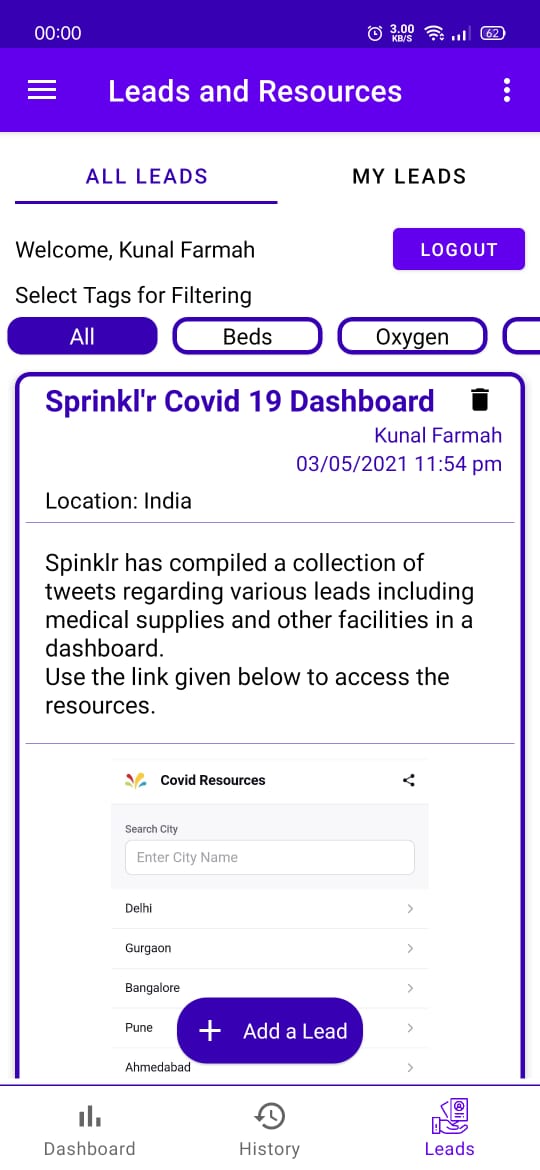 00:00
3.00
KB/S
62
Leads and Resources
ALL LEADS
MY LEADS
Welcome, Kunal Farmah
LOGOUT
Select Tags for Filtering
All
Beds
Oxygen
Sprinkl'r Covid 19 Dashboard
Kunal Farmah
03/05/2021 11:54 pm
Location: India
Spinklr has compiled a collection of
tweets regarding various leads including
medical supplies and other facilities in a
dashboard.
Use the link given below to access the
resources.
Covid Resources
Search City
Enter City Name
Delhi
Gurgaon
Bangalore
Pune
Add a Lead
Ahmedabad
Dashboard
History
Leads